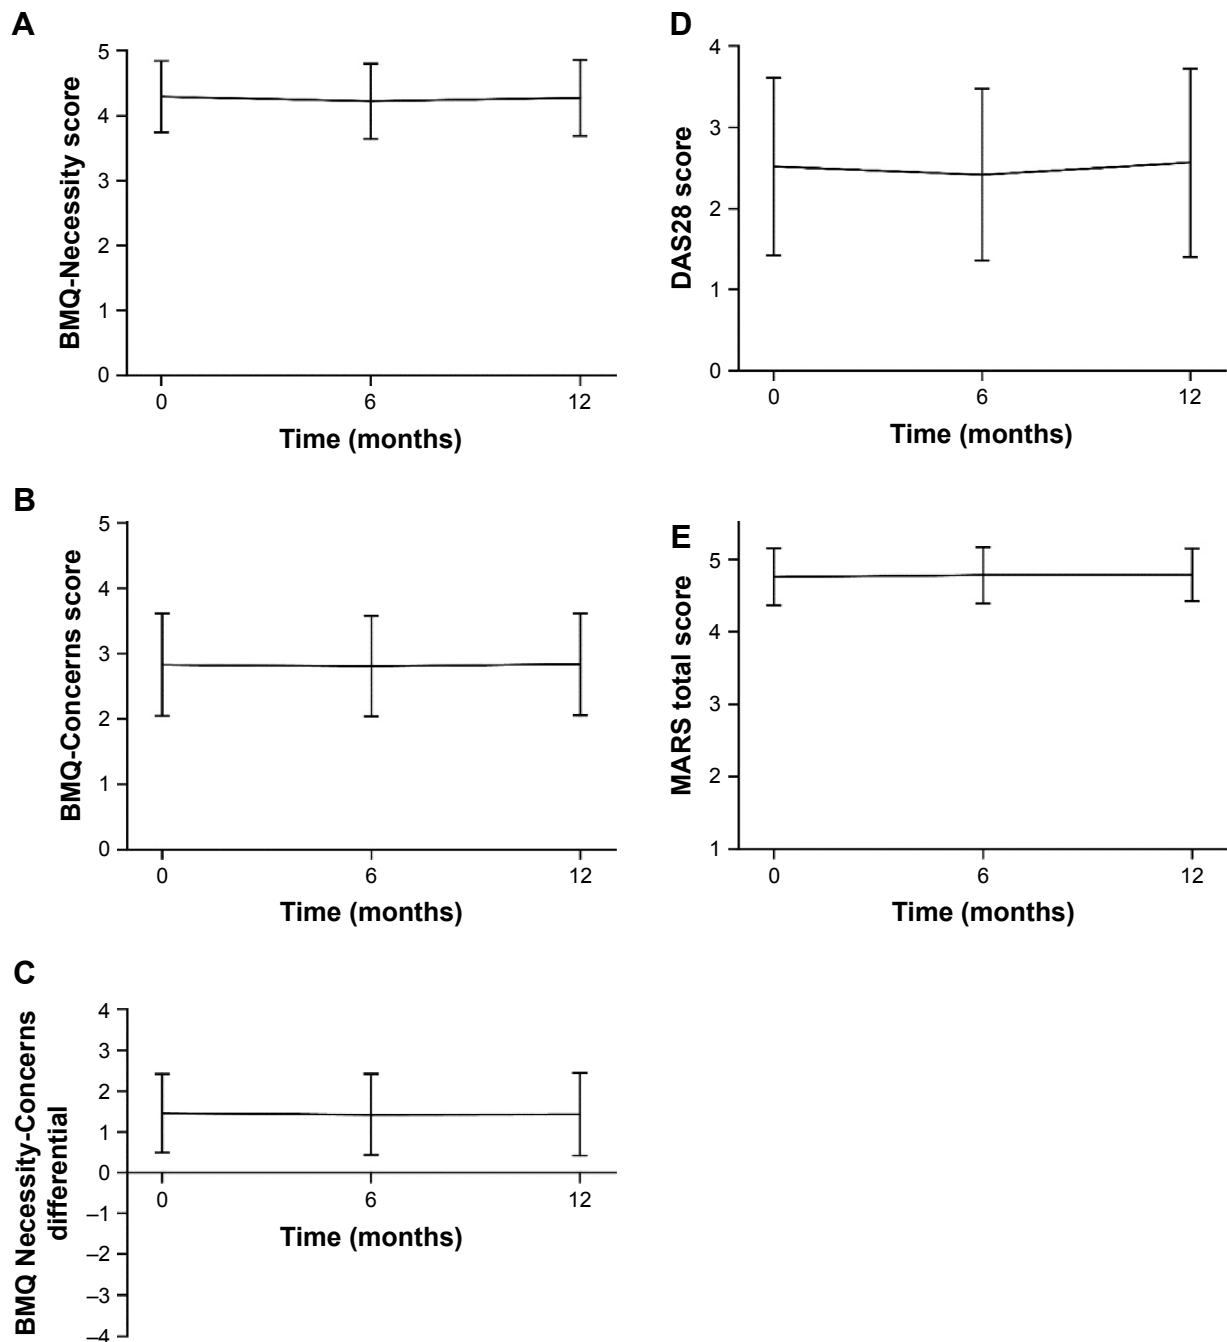 A
BMQ-Necessity score
5
4
3
2
1
0
0 6 12
Time (months)
B
BMQ-Concerns score
5
4
3
2
1
0
0 6 12
Time (months)
C
BMQ Necessity-Concerns
differential
4
3
2
1
0
–1
–2
–3
–4
0 6 12
Time (months)
D
DAS28 score
4
3
2
1
0
0 6 12
Time (months)
E
MARS total score
5
4
3
2
1
0 6 12
Time (months)